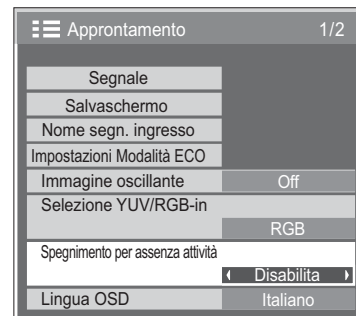 Approntamento 1/2
Segnale
Salvaschermo
Nome segn. ingresso
Impostazioni Modalità ECO
Immagine oscillante Off
Selezione YUV/RGB-in
RGB
Spegnimento per assenza attività
Disabilita
Lingua OSD Italiano